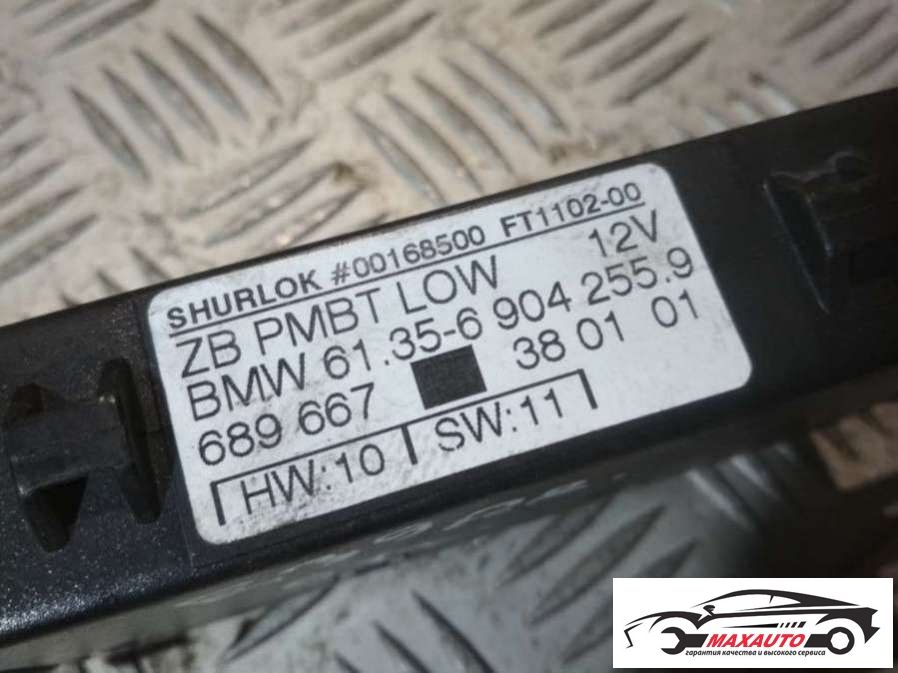 SHURLOK #00168500 FT1102-00
ZB PMBT LOW 12V
BMW 61.35-6 904 255.9
689 667 38 01 01
HW:10 SW:11
MAXAUTO
гарантия качества и высокого сервиса